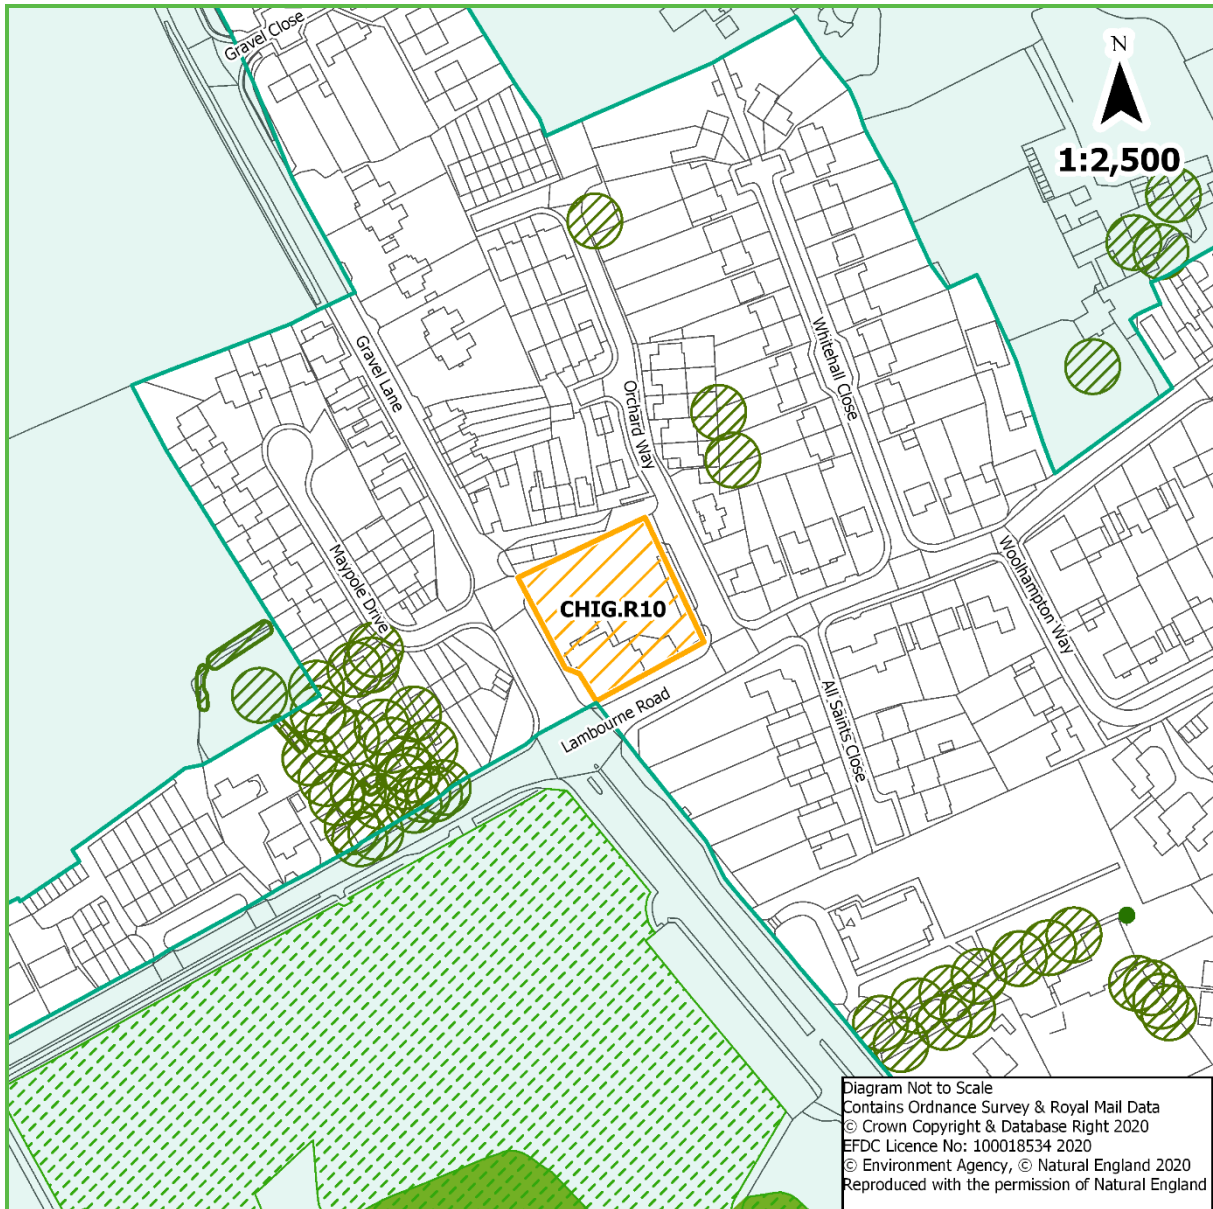 Gravel Close
N
1:2,500
Gravel Lane
Whitehall Close
Orchard Way
Maypole Drive
Woolhampton Way
CHIG.R10
All Saints Close
Lambourne Road
Diagram Not to Scale
Contains Ordnance Survey & Royal Mail Data
© Crown Copyright & Database Right 2020
EFDC Licence No: 100018534 2020
© Environment Agency, © Natural England 2020
Reproduced with the permission of Natural England